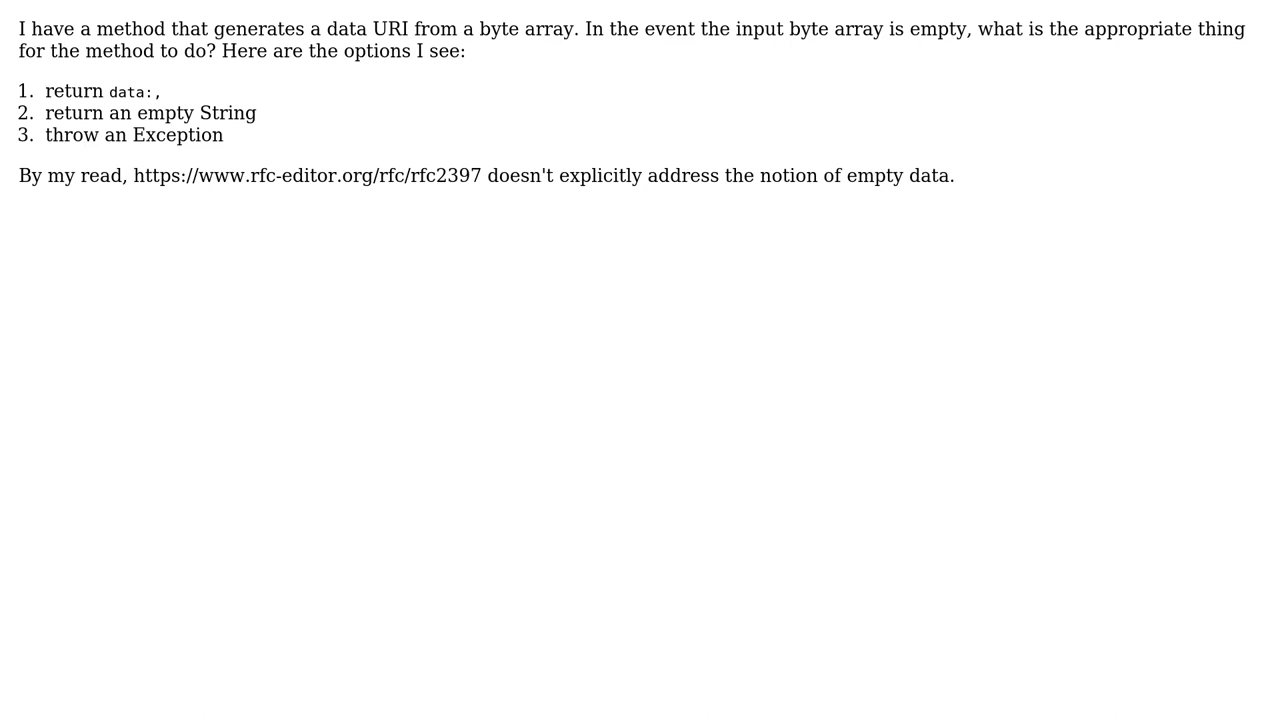 I have a method that generates a data URI from a byte array. In the event the input byte array is empty, what is the appropriate thing
for the method to do? Here are the options I see:
1. return data:,
2. return an empty String
3. throw an Exception
By my read, https://www.rfc-editor.org/rfc/rfc2397 doesn't explicitly address the notion of empty data.